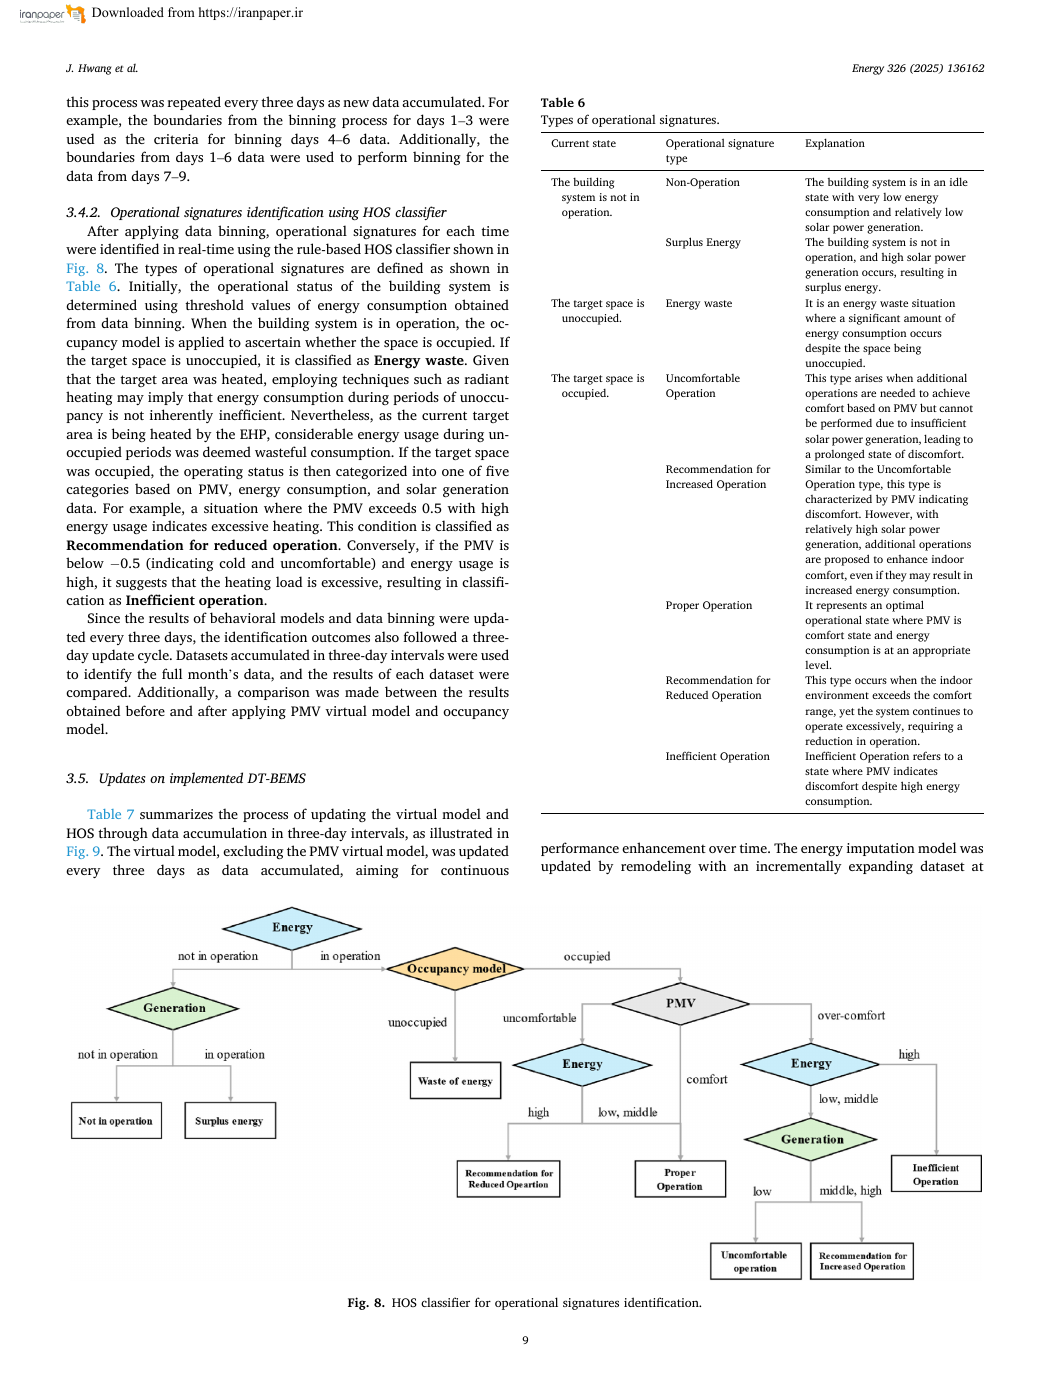 iranpaper
Downloaded from https://iranpaper.ir
J. Hwang et al.
Energy 326 (2025) 136162
this process was repeated every three days as new data accumulated. For
example, the boundaries from the binning process for days 1–3 were
used as the criteria for binning days 4–6 data. Additionally, the
boundaries from days 1–6 data were used to perform binning for the
data from days 7–9.
3.4.2. Operational signatures identification using HOS classifier
After applying data binning, operational signatures for each time
were identified in real-time using the rule-based HOS classifier shown in
Fig. 8. The types of operational signatures are defined as shown in
Table 6. Initially, the operational status of the building system is
determined using threshold values of energy consumption obtained
from data binning. When the building system is in operation, the oc-
cupancy model is applied to ascertain whether the space is occupied. If
the target space is unoccupied, it is classified as Energy waste. Given
that the target area was heated, employing techniques such as radiant
heating may imply that energy consumption during periods of unoccu-
pancy is not inherently inefficient. Nevertheless, as the current target
area is being heated by the EHP, considerable energy usage during un-
occupied periods was deemed wasteful consumption. If the target space
was occupied, the operating status is then categorized into one of five
categories based on PMV, energy consumption, and solar generation
data. For example, a situation where the PMV exceeds 0.5 with high
energy usage indicates excessive heating. This condition is classified as
Recommendation for reduced operation. Conversely, if the PMV is
below −0.5 (indicating cold and uncomfortable) and energy usage is
high, it suggests that the heating load is excessive, resulting in classifi-
cation as Inefficient operation.
Since the results of behavioral models and data binning were upda-
ted every three days, the identification outcomes also followed a three-
day update cycle. Datasets accumulated in three-day intervals were used
to identify the full month's data, and the results of each dataset were
compared. Additionally, a comparison was made between the results
obtained before and after applying PMV virtual model and occupancy
model.
3.5. Updates on implemented DT-BEMS
Table 7 summarizes the process of updating the virtual model and
HOS through data accumulation in three-day intervals, as illustrated in
Fig. 9. The virtual model, excluding the PMV virtual model, was updated
every three days as data accumulated, aiming for continuous
Table 6
Types of operational signatures.
Current state
Operational signature
type
Explanation
The building
system is not in
operation.
Non-Operation
The building system is in an idle
state with very low energy
consumption and relatively low
solar power generation.
Surplus Energy
The building system is not in
operation, and high solar power
generation occurs, resulting in
surplus energy.
The target space is
unoccupied.
Energy waste
It is an energy waste situation
where a significant amount of
energy consumption occurs
despite the space being
unoccupied.
The target space is
occupied.
Uncomfortable
Operation
This type arises when additional
operations are needed to achieve
comfort based on PMV but cannot
be performed due to insufficient
solar power generation, leading to
a prolonged state of discomfort.
Recommendation for
Increased Operation
Similar to the Uncomfortable
Operation type, this type is
characterized by PMV indicating
discomfort. However, with
relatively high solar power
generation, additional operations
are proposed to enhance indoor
comfort, even if they may result in
increased energy consumption.
Proper Operation
It represents an optimal
operational state where PMV is
comfort state and energy
consumption is at an appropriate
level.
Recommendation for
Reduced Operation
This type occurs when the indoor
environment exceeds the comfort
range, yet the system continues to
operate excessively, requiring a
reduction in operation.
Inefficient Operation
Inefficient Operation refers to a
state where PMV indicates
discomfort despite high energy
consumption.
performance enhancement over time. The energy imputation model was
updated by remodeling with an incrementally expanding dataset at
Energy
not in operation
in operation
Occupancy model
occupied
Generation
PMV
unoccupied
uncomfortable
over-comfort
not in operation
in operation
Energy
Energy
high
Waste of energy
comfort
low, middle
high
low, middle
Not in operation
Surplus energy
Generation
Recommendation for
Reduced Opeartion
Proper
Operation
Inefficient
Operation
low
middle, high
Uncomfortable
operation
Recommendation for
Increased Operation
Fig. 8. HOS classifier for operational signatures identification.
9